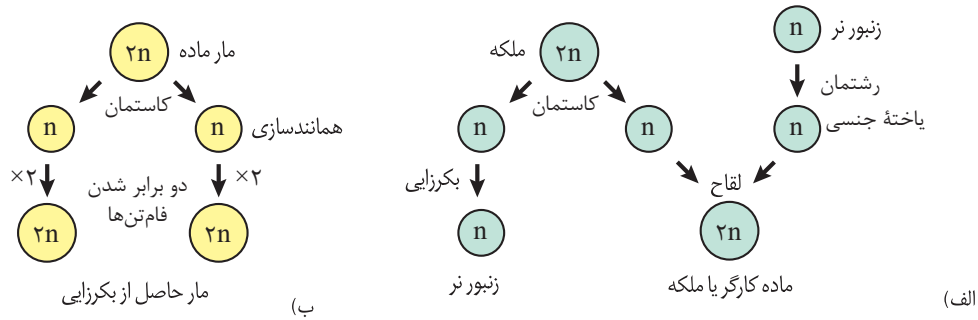 زنبور نر
n
رشتمان
n
یاختهٔ جنسی
ملکه
۲n
کاستمان
n
n
لقاح
۲n
ماده کارگر یا ملکه
بکرزایی
n
زنبور نر
الف)
مار ماده
۲n
کاستمان
n
n
همانندسازی
×۲
×۲
دو برابر شدن
فام‌تن‌ها
۲n
۲n
مار حاصل از بکرزایی
ب)